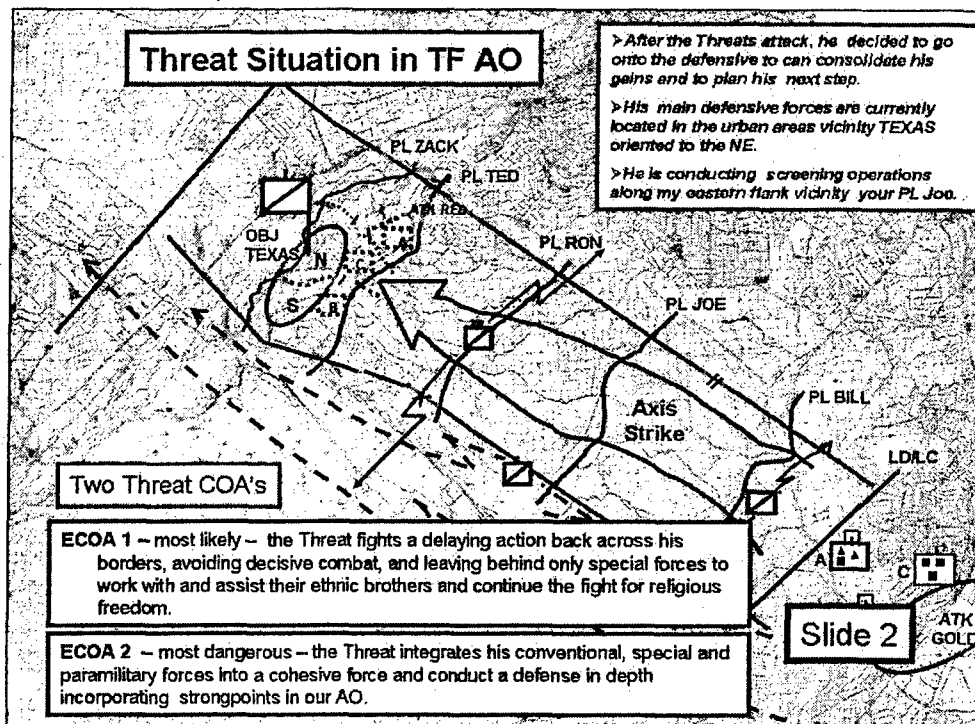 Threat Situation in TF AO
➢After the Threats attack, he decided to go
onto the defensive to can consolidate his
gains and to plan his next step.
➢His main defensive forces are currently
located in the urban areas vicinity TEXAS
oriented to the NE.
➢He is conducting screening operations
along my eastern flank vicinity your PL Joe.
PL ZACK
PL TED
OBJ
TEXAS
N
S
PL RON
PL JOE
PL BILL
LD/LC
Axis
Strike
A
C
ATK
GOLD
Two Threat COA's
ECOA 1 – most likely – the Threat fights a delaying action back across his
borders, avoiding decisive combat, and leaving behind only special forces to
work with and assist their ethnic brothers and continue the fight for religious
freedom.
ECOA 2 – most dangerous – the Threat integrates his conventional, special and
paramilitary forces into a cohesive force and conduct a defense in depth
incorporating strongpoints in our AO.
Slide 2